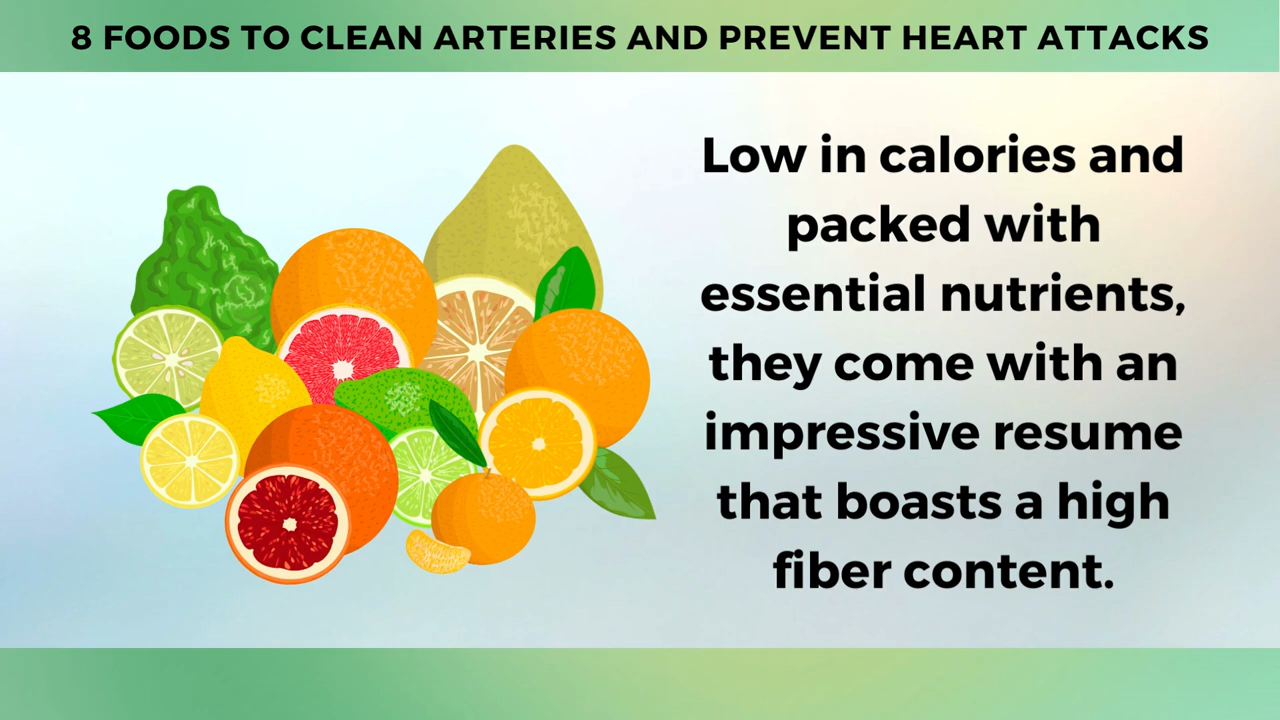 8 FOODS TO CLEAN ARTERIES AND PREVENT HEART ATTACKS
Low in calories and
packed with
essential nutrients,
they come with an
impressive resume
that boasts a high
fiber content.